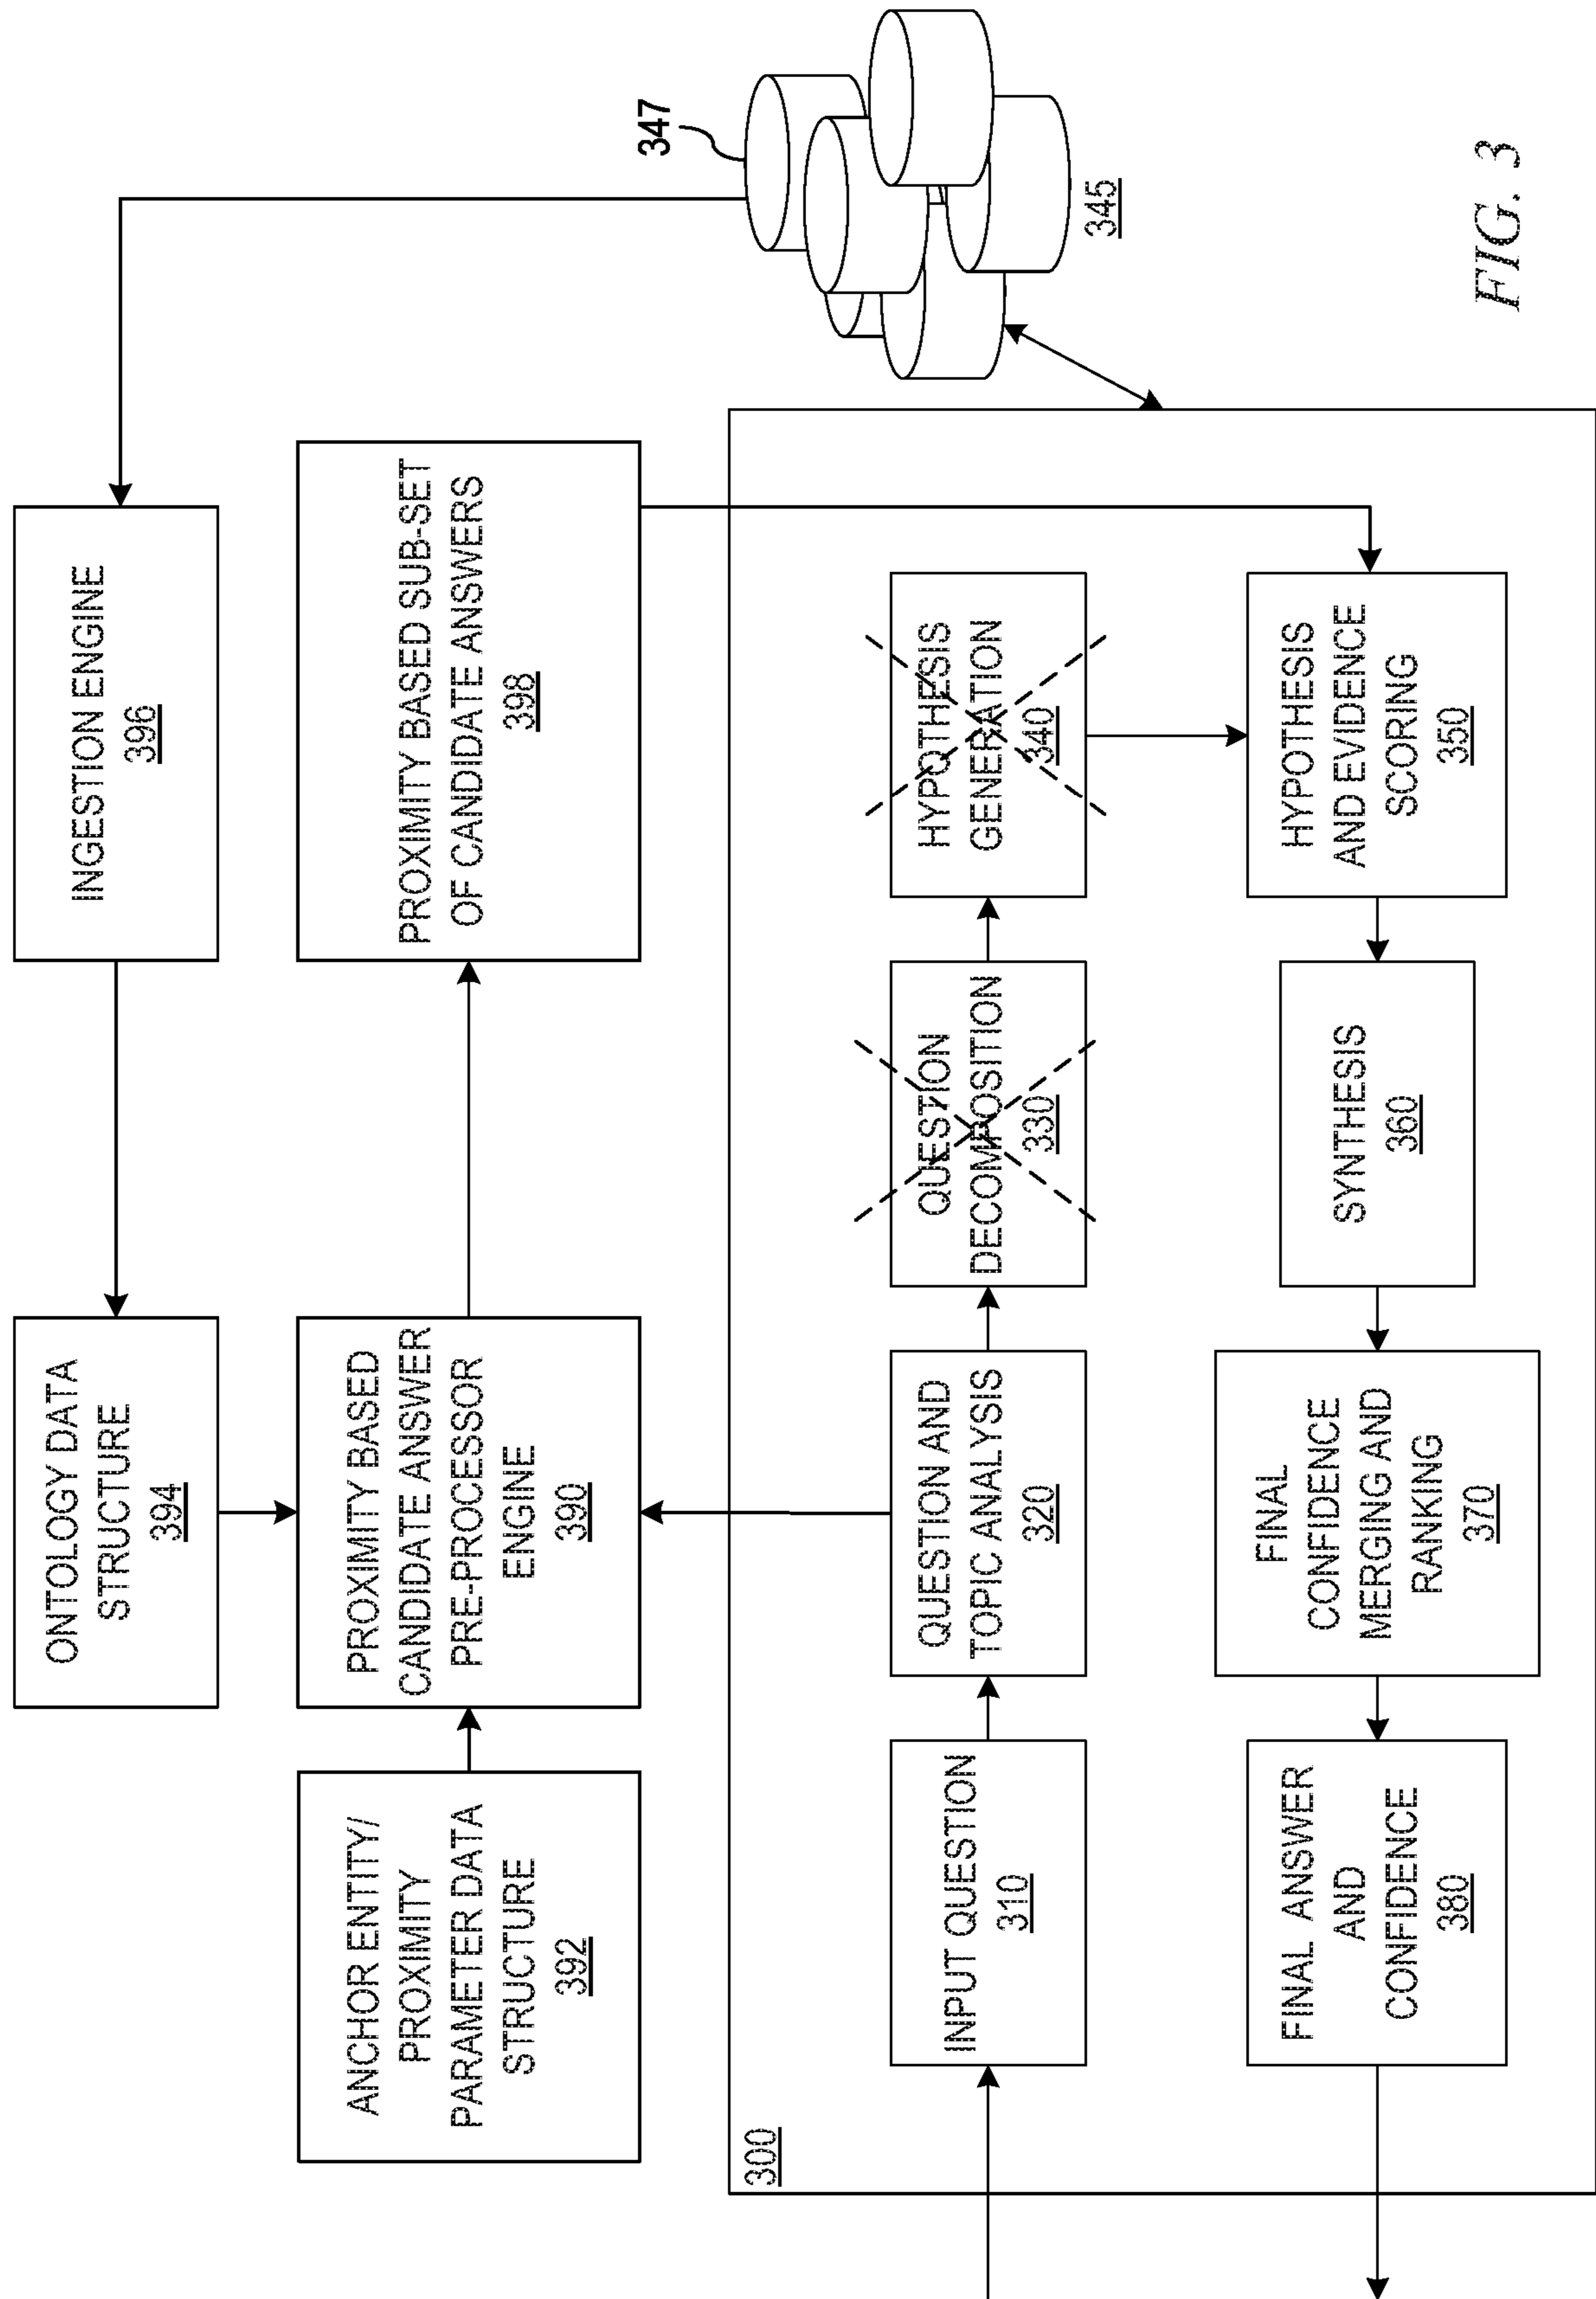 INGESTION ENGINE
396
ONTOLOGY DATA
STRUCTURE
394
PROXIMITY BASED SUB-SET
OF CANDIDATE ANSWERS
398
PROXIMITY BASED
CANDIDATE ANSWER
PRE-PROCESSOR
ENGINE
390
ANCHOR ENTITY/
PROXIMITY
PARAMETER DATA
STRUCTURE
392
347
345
300
INPUT QUESTION
310
QUESTION AND
TOPIC ANALYSIS
320
QUESTION
DECOMPOSITION
330
HYPOTHESIS
GENERATION
340
HYPOTHESIS
AND EVIDENCE
SCORING
350
SYNTHESIS
360
FINAL
CONFIDENCE
MERGING AND
RANKING
370
FINAL ANSWER
AND
CONFIDENCE
380
FIG. 3